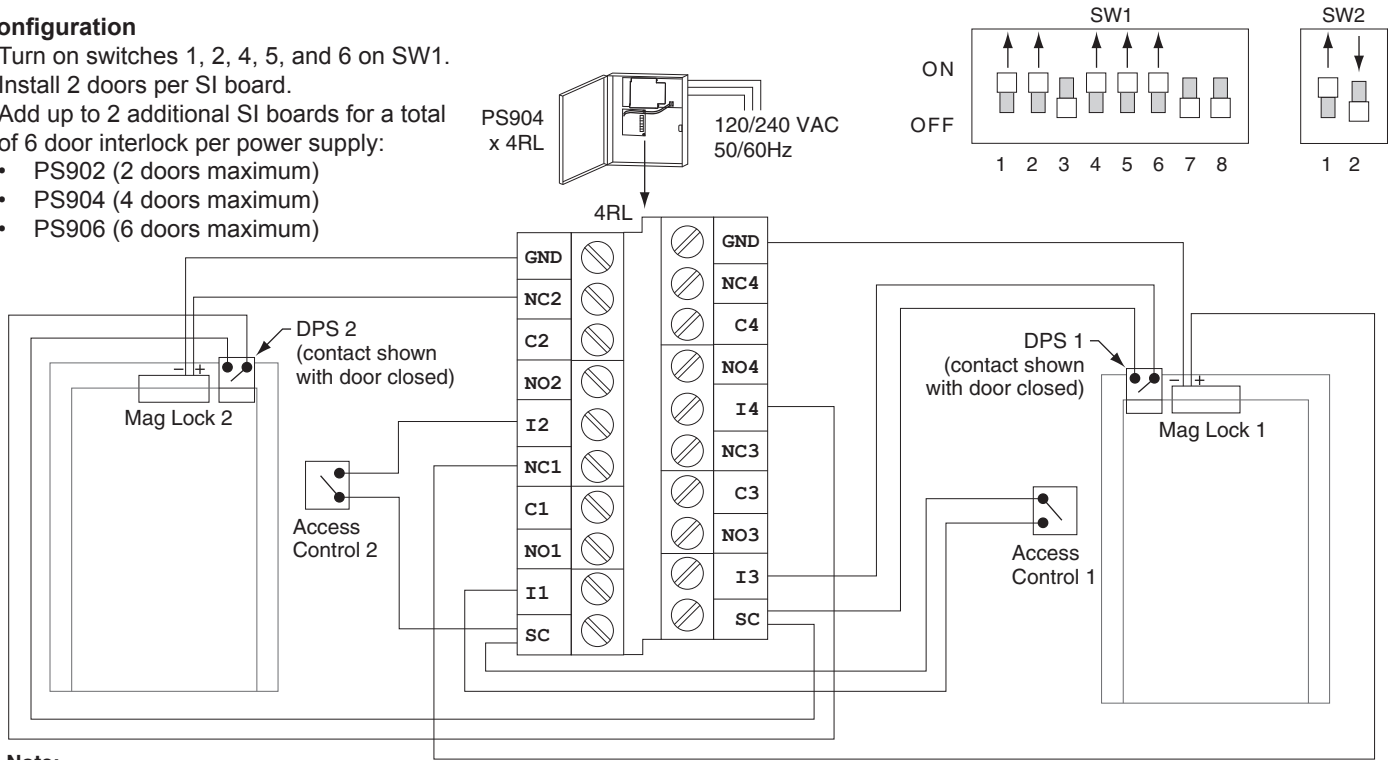 onfiguration
Turn on switches 1, 2, 4, 5, and 6 on SW1.
Install 2 doors per SI board.
Add up to 2 additional SI boards for a total
of 6 door interlock per power supply:
• PS902 (2 doors maximum)
• PS904 (4 doors maximum)
• PS906 (6 doors maximum)
PS904
x 4RL
120/240 VAC
50/60Hz
SW1
ON
OFF
1 2 3 4 5 6 7 8
SW2
1 2
4RL
GND
NC2
C2
NO2
I2
NC1
C1
NO1
I1
SC
GND
NC4
C4
NO4
I4
NC3
C3
NO3
I3
SC
DPS 2
(contact shown
with door closed)
– +
Mag Lock 2
Access
Control 2
DPS 1
(contact shown
with door closed)
– +
Mag Lock 1
Access
Control 1